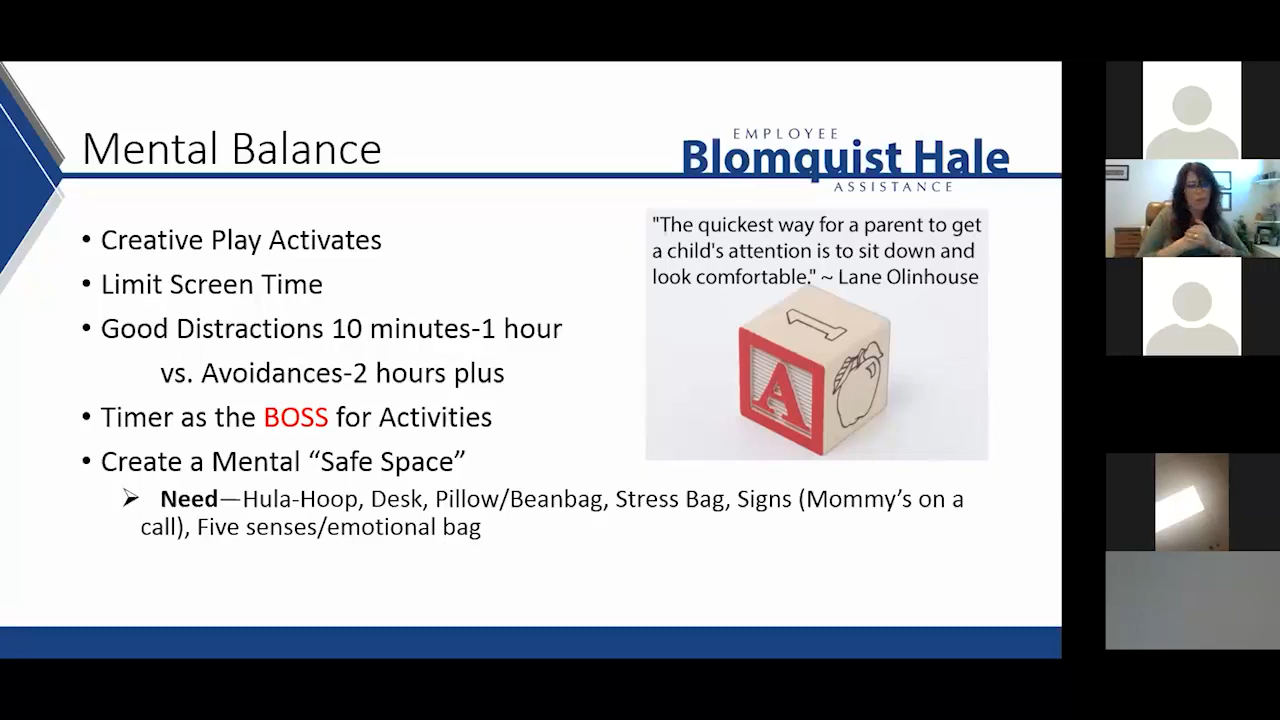 Mental Balance
EMPLOYEE
Blomquist Hale
ASSISTANCE
• Creative Play Activates
• Limit Screen Time
• Good Distractions 10 minutes-1 hour
vs. Avoidances-2 hours plus
• Timer as the BOSS for Activities
• Create a Mental “Safe Space”
➢ Need—Hula-Hoop, Desk, Pillow/Beanbag, Stress Bag, Signs (Mommy’s on a
call), Five senses/emotional bag
"The quickest way for a parent to get
a child's attention is to sit down and
look comfortable." ~ Lane Olinhouse
A